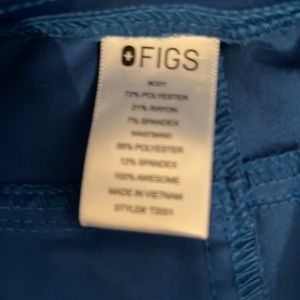 FIGS
BODY
72% POLYESTER
21% RAYON
7% SPANDEX
WAISTBAND
88% POLYESTER
12% SPANDEX
100% AWESOME
MADE IN VIETNAM
STYLE# T2001